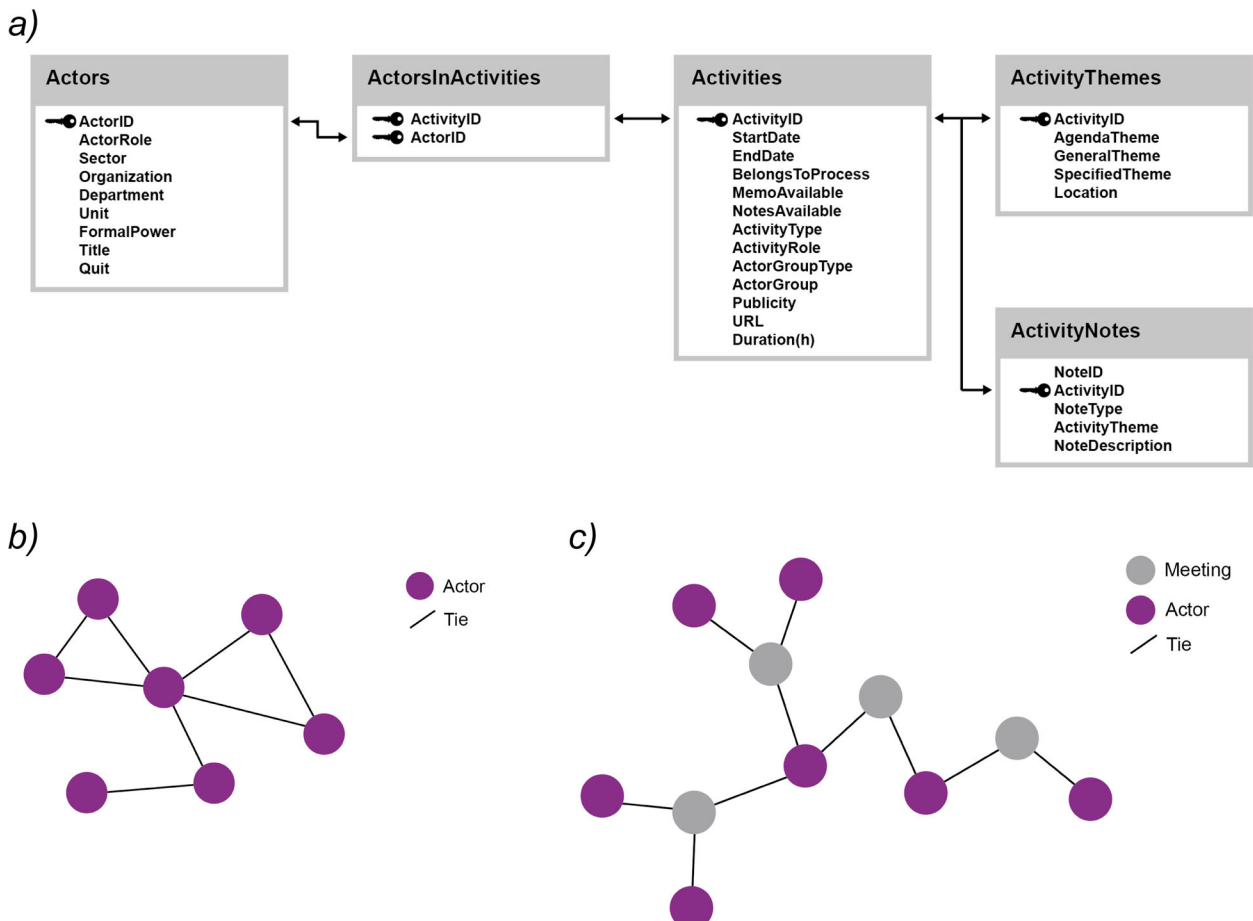 a)
Actors
ActorID
ActorRole
Sector
Organization
Department
Unit
FormalPower
Title
Quit
ActorsInActivities
ActivityID
ActorID
Activities
ActivityID
StartDate
EndDate
BelongsToProcess
MemoAvailable
NotesAvailable
ActivityType
ActivityRole
ActorGroupType
ActorGroup
Publicity
URL
Duration(h)
ActivityThemes
ActivityID
AgendaTheme
GeneralTheme
SpecifiedTheme
Location
ActivityNotes
NoteID
ActivityID
NoteType
ActivityTheme
NoteDescription
b)
Actor
Tie
c)
Meeting
Actor
Tie